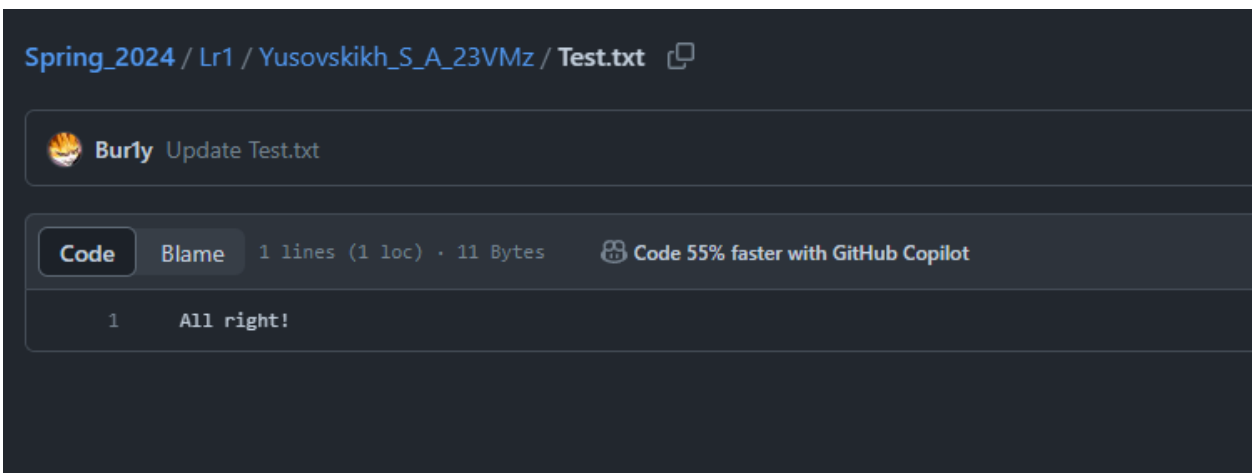 Spring_2024 / Lr1 / Yusovskikh_S_A_23VMz / Test.txt
Bur1y Update Test.txt
Code Blame 1 lines (1 loc) · 11 Bytes Code 55% faster with GitHub Copilot
1 All right!